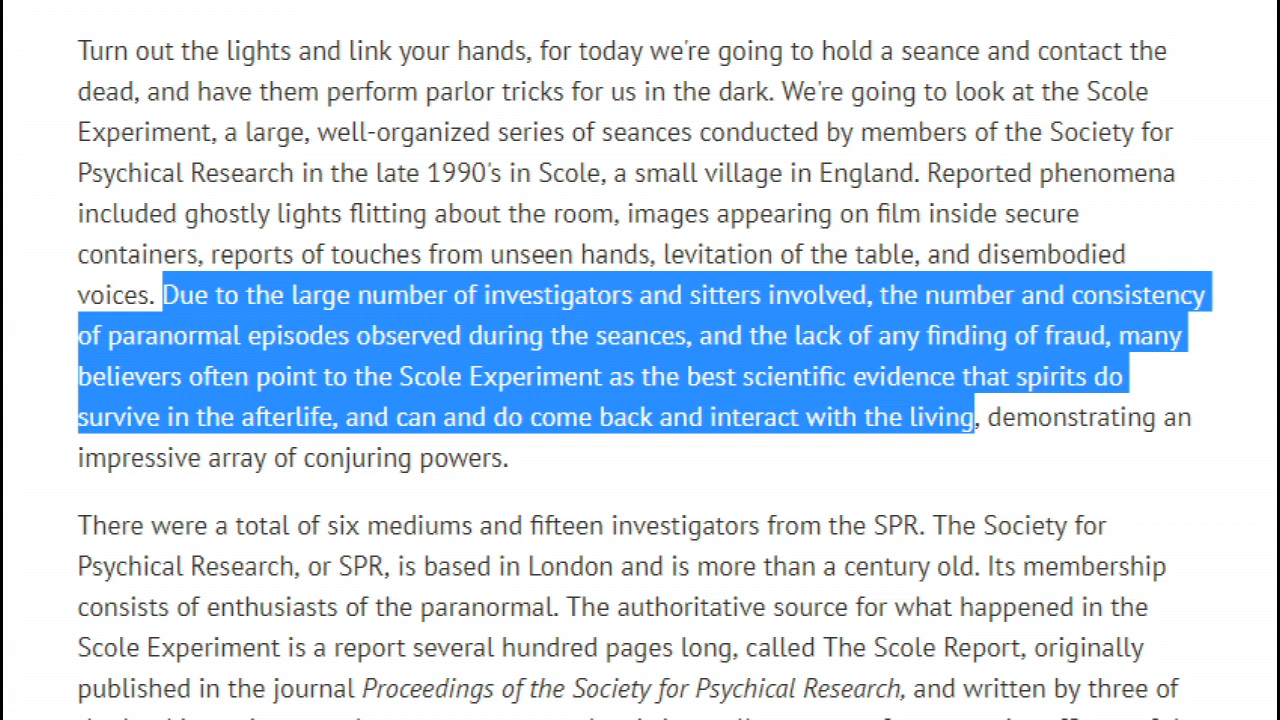 Turn out the lights and link your hands, for today we're going to hold a seance and contact the
dead, and have them perform parlor tricks for us in the dark. We're going to look at the Scole
Experiment, a large, well-organized series of seances conducted by members of the Society for
Psychical Research in the late 1990's in Scole, a small village in England. Reported phenomena
included ghostly lights flitting about the room, images appearing on film inside secure
containers, reports of touches from unseen hands, levitation of the table, and disembodied
voices. Due to the large number of investigators and sitters involved, the number and consistency
of paranormal episodes observed during the seances, and the lack of any finding of fraud, many
believers often point to the Scole Experiment as the best scientific evidence that spirits do
survive in the afterlife, and can and do come back and interact with the living, demonstrating an
impressive array of conjuring powers.
There were a total of six mediums and fifteen investigators from the SPR. The Society for
Psychical Research, or SPR, is based in London and is more than a century old. Its membership
consists of enthusiasts of the paranormal. The authoritative source for what happened in the
Scole Experiment is a report several hundred pages long, called The Scole Report, originally
published in the journal Proceedings of the Society for Psychical Research, and written by three of